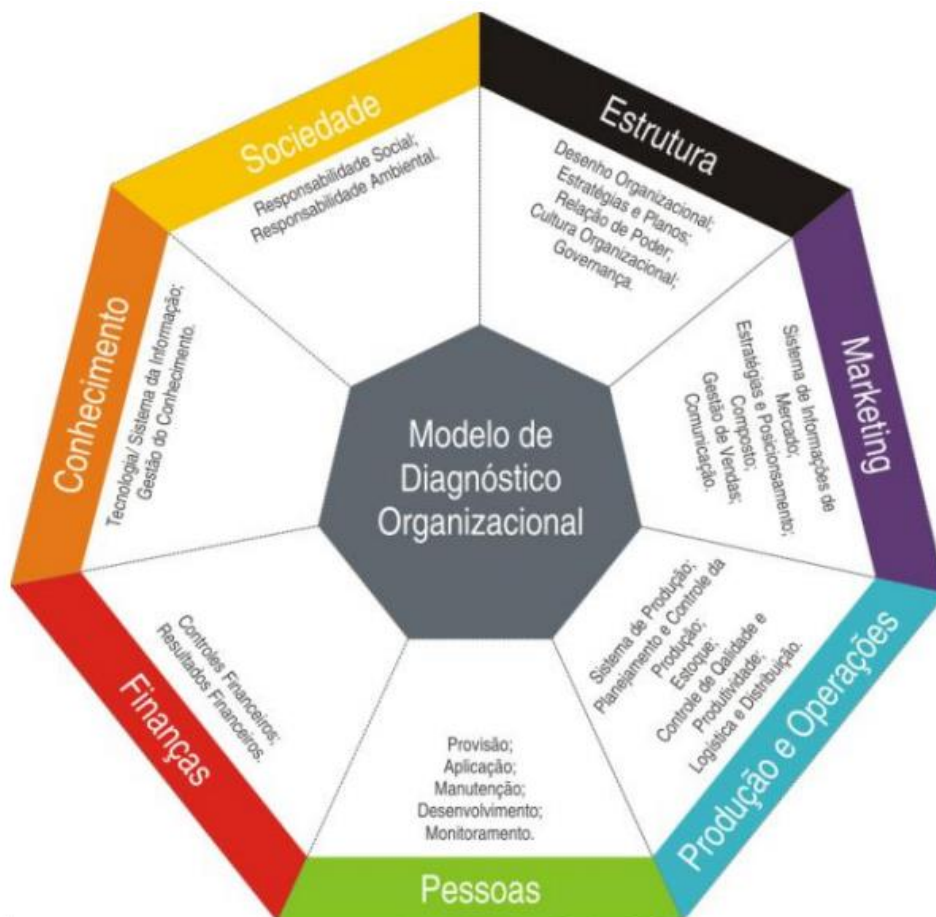 Modelo de
Diagnóstico
Organizacional
Estrutura
Desenho Organizacional;
Estratégias e Planos;
Relação de Poder;
Cultura Organizacional;
Governança.
Marketing
Sistema de Informações de
Mercado;
Estratégias e Posicionsamento;
Composto;
Gestão de Vendas;
Comunicação.
Produção e Operações
Sistema de Produção;
Planejamento e Controle da
Produção;
Estoque;
Controle de Qalidade e
Produtividade;
Logística e Distribuição.
Pessoas
Provisão;
Aplicação;
Manutenção;
Desenvolvimento;
Monitoramento.
Finanças
Controles Financeiros;
Resultados Financeiros.
Conhecimento
Tecnologia/ Sistema da Informação;
Gestão do Conhecimento.
Sociedade
Responsabilidade Social;
Responsabilidade Ambiental.